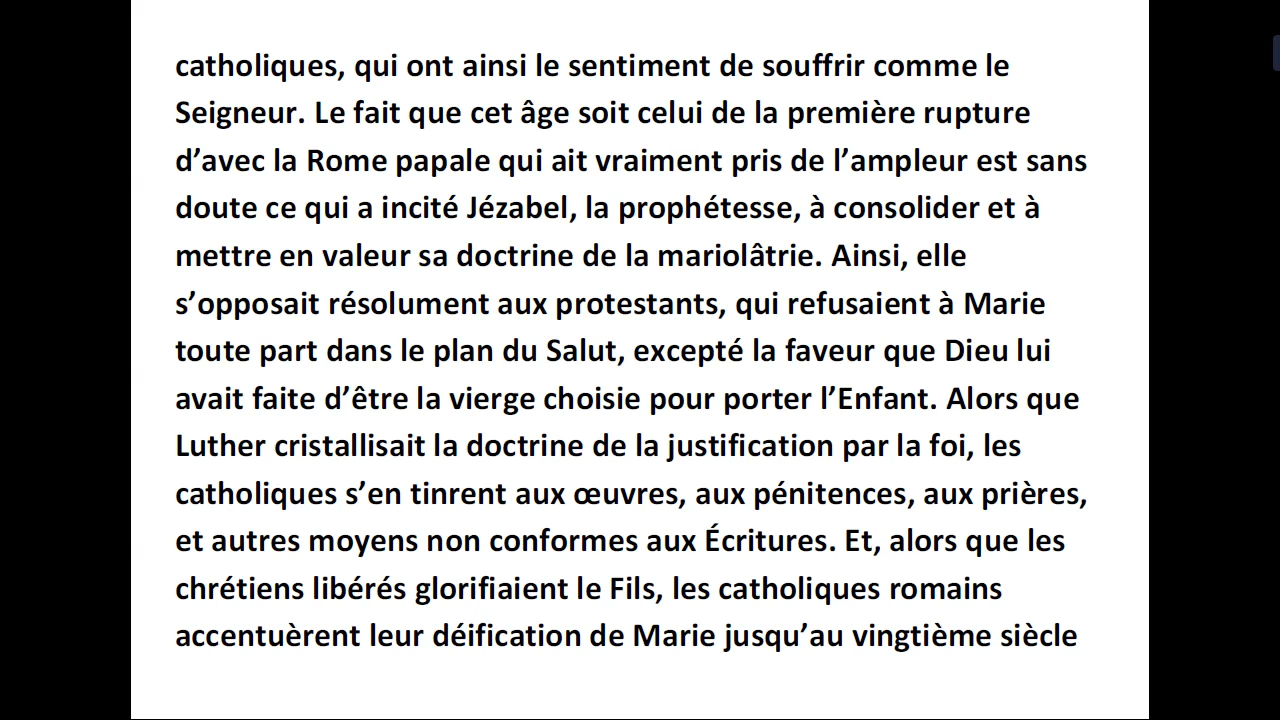 catholiques, qui ont ainsi le sentiment de souffrir comme le
Seigneur. Le fait que cet âge soit celui de la première rupture
d’avec la Rome papale qui ait vraiment pris de l’ampleur est sans
doute ce qui a incité Jézabel, la prophétesse, à consolider et à
mettre en valeur sa doctrine de la mariolâtrie. Ainsi, elle
s’opposait résolument aux protestants, qui refusaient à Marie
toute part dans le plan du Salut, excepté la faveur que Dieu lui
avait faite d’être la vierge choisie pour porter l’Enfant. Alors que
Luther cristallisait la doctrine de la justification par la foi, les
catholiques s’en tinrent aux œuvres, aux pénitences, aux prières,
et autres moyens non conformes aux Écritures. Et, alors que les
chrétiens libérés glorifiaient le Fils, les catholiques romains
accentuèrent leur déification de Marie jusqu’au vingtième siècle